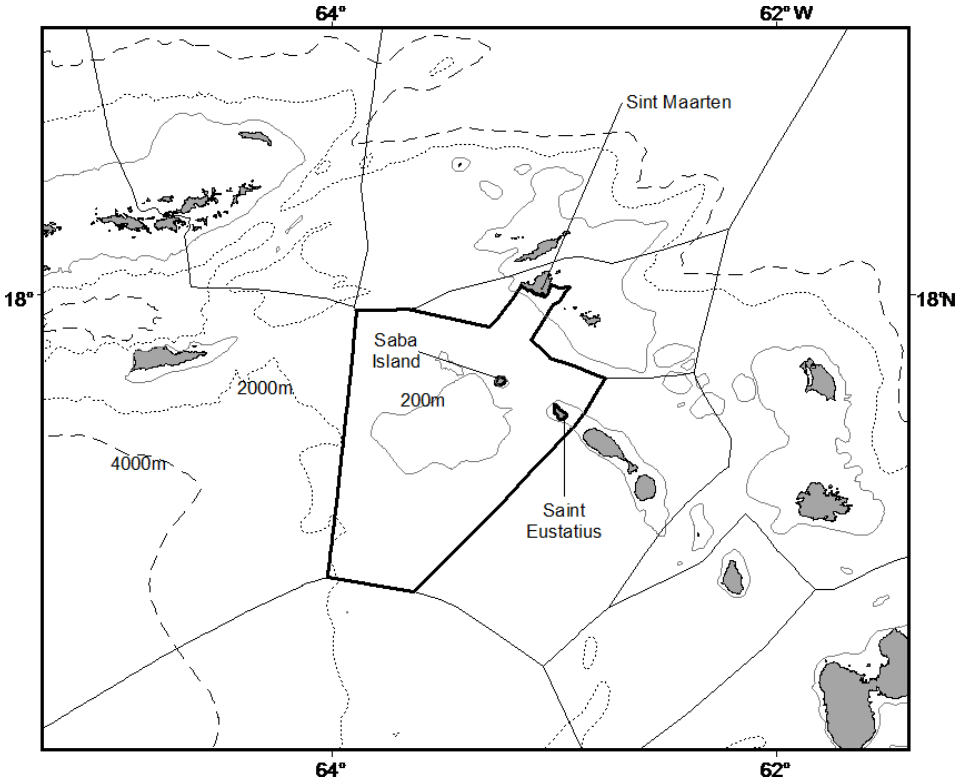 64°
62° W
Sint Maarten
18°
18°N
Saba
Island
2000m
200m
4000m
Saint
Eustatius
64°
62°